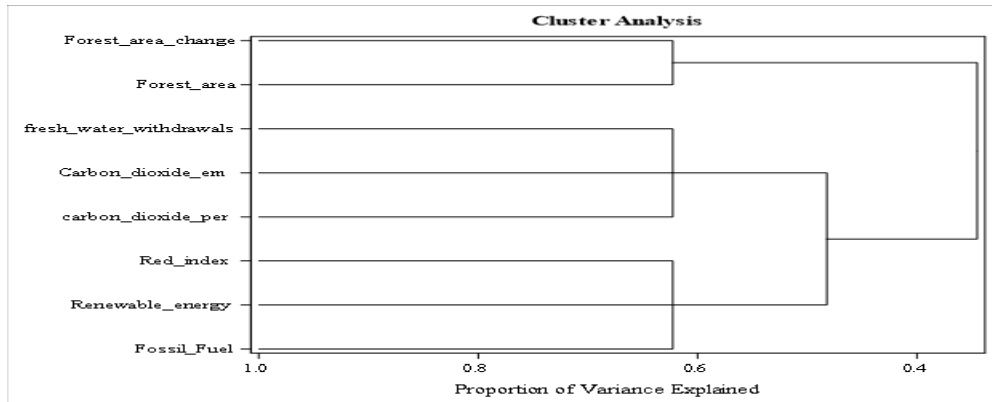 Cluster Analysis
Forest_area_change
Forest_area
fresh_water_withdrawals
Carbon_dioxide_em
carbon_dioxide_per
Red_index
Renewable_energy
Fossil_Fuel
1.0 0.8 0.6 0.4
Proportion of Variance Explained